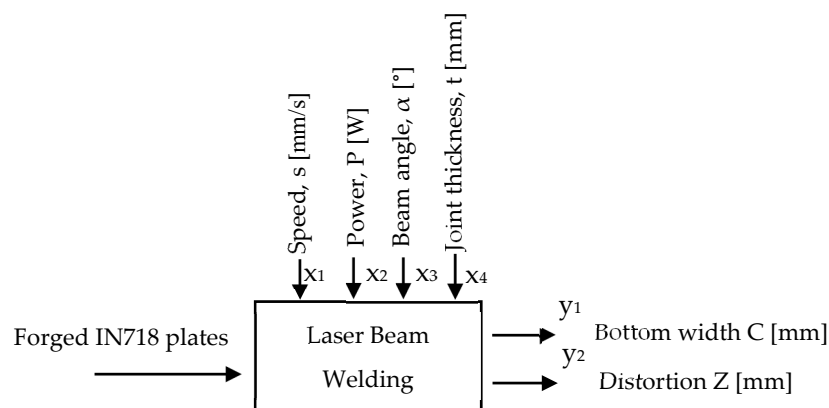 Speed, s [mm/s]
Power, P [W]
Beam angle, α [°]
Joint thickness, t [mm]
x1
x2
x3
x4
Forged IN718 plates
Laser Beam
Welding
y1
Bottom width C [mm]
y2
Distortion Z [mm]